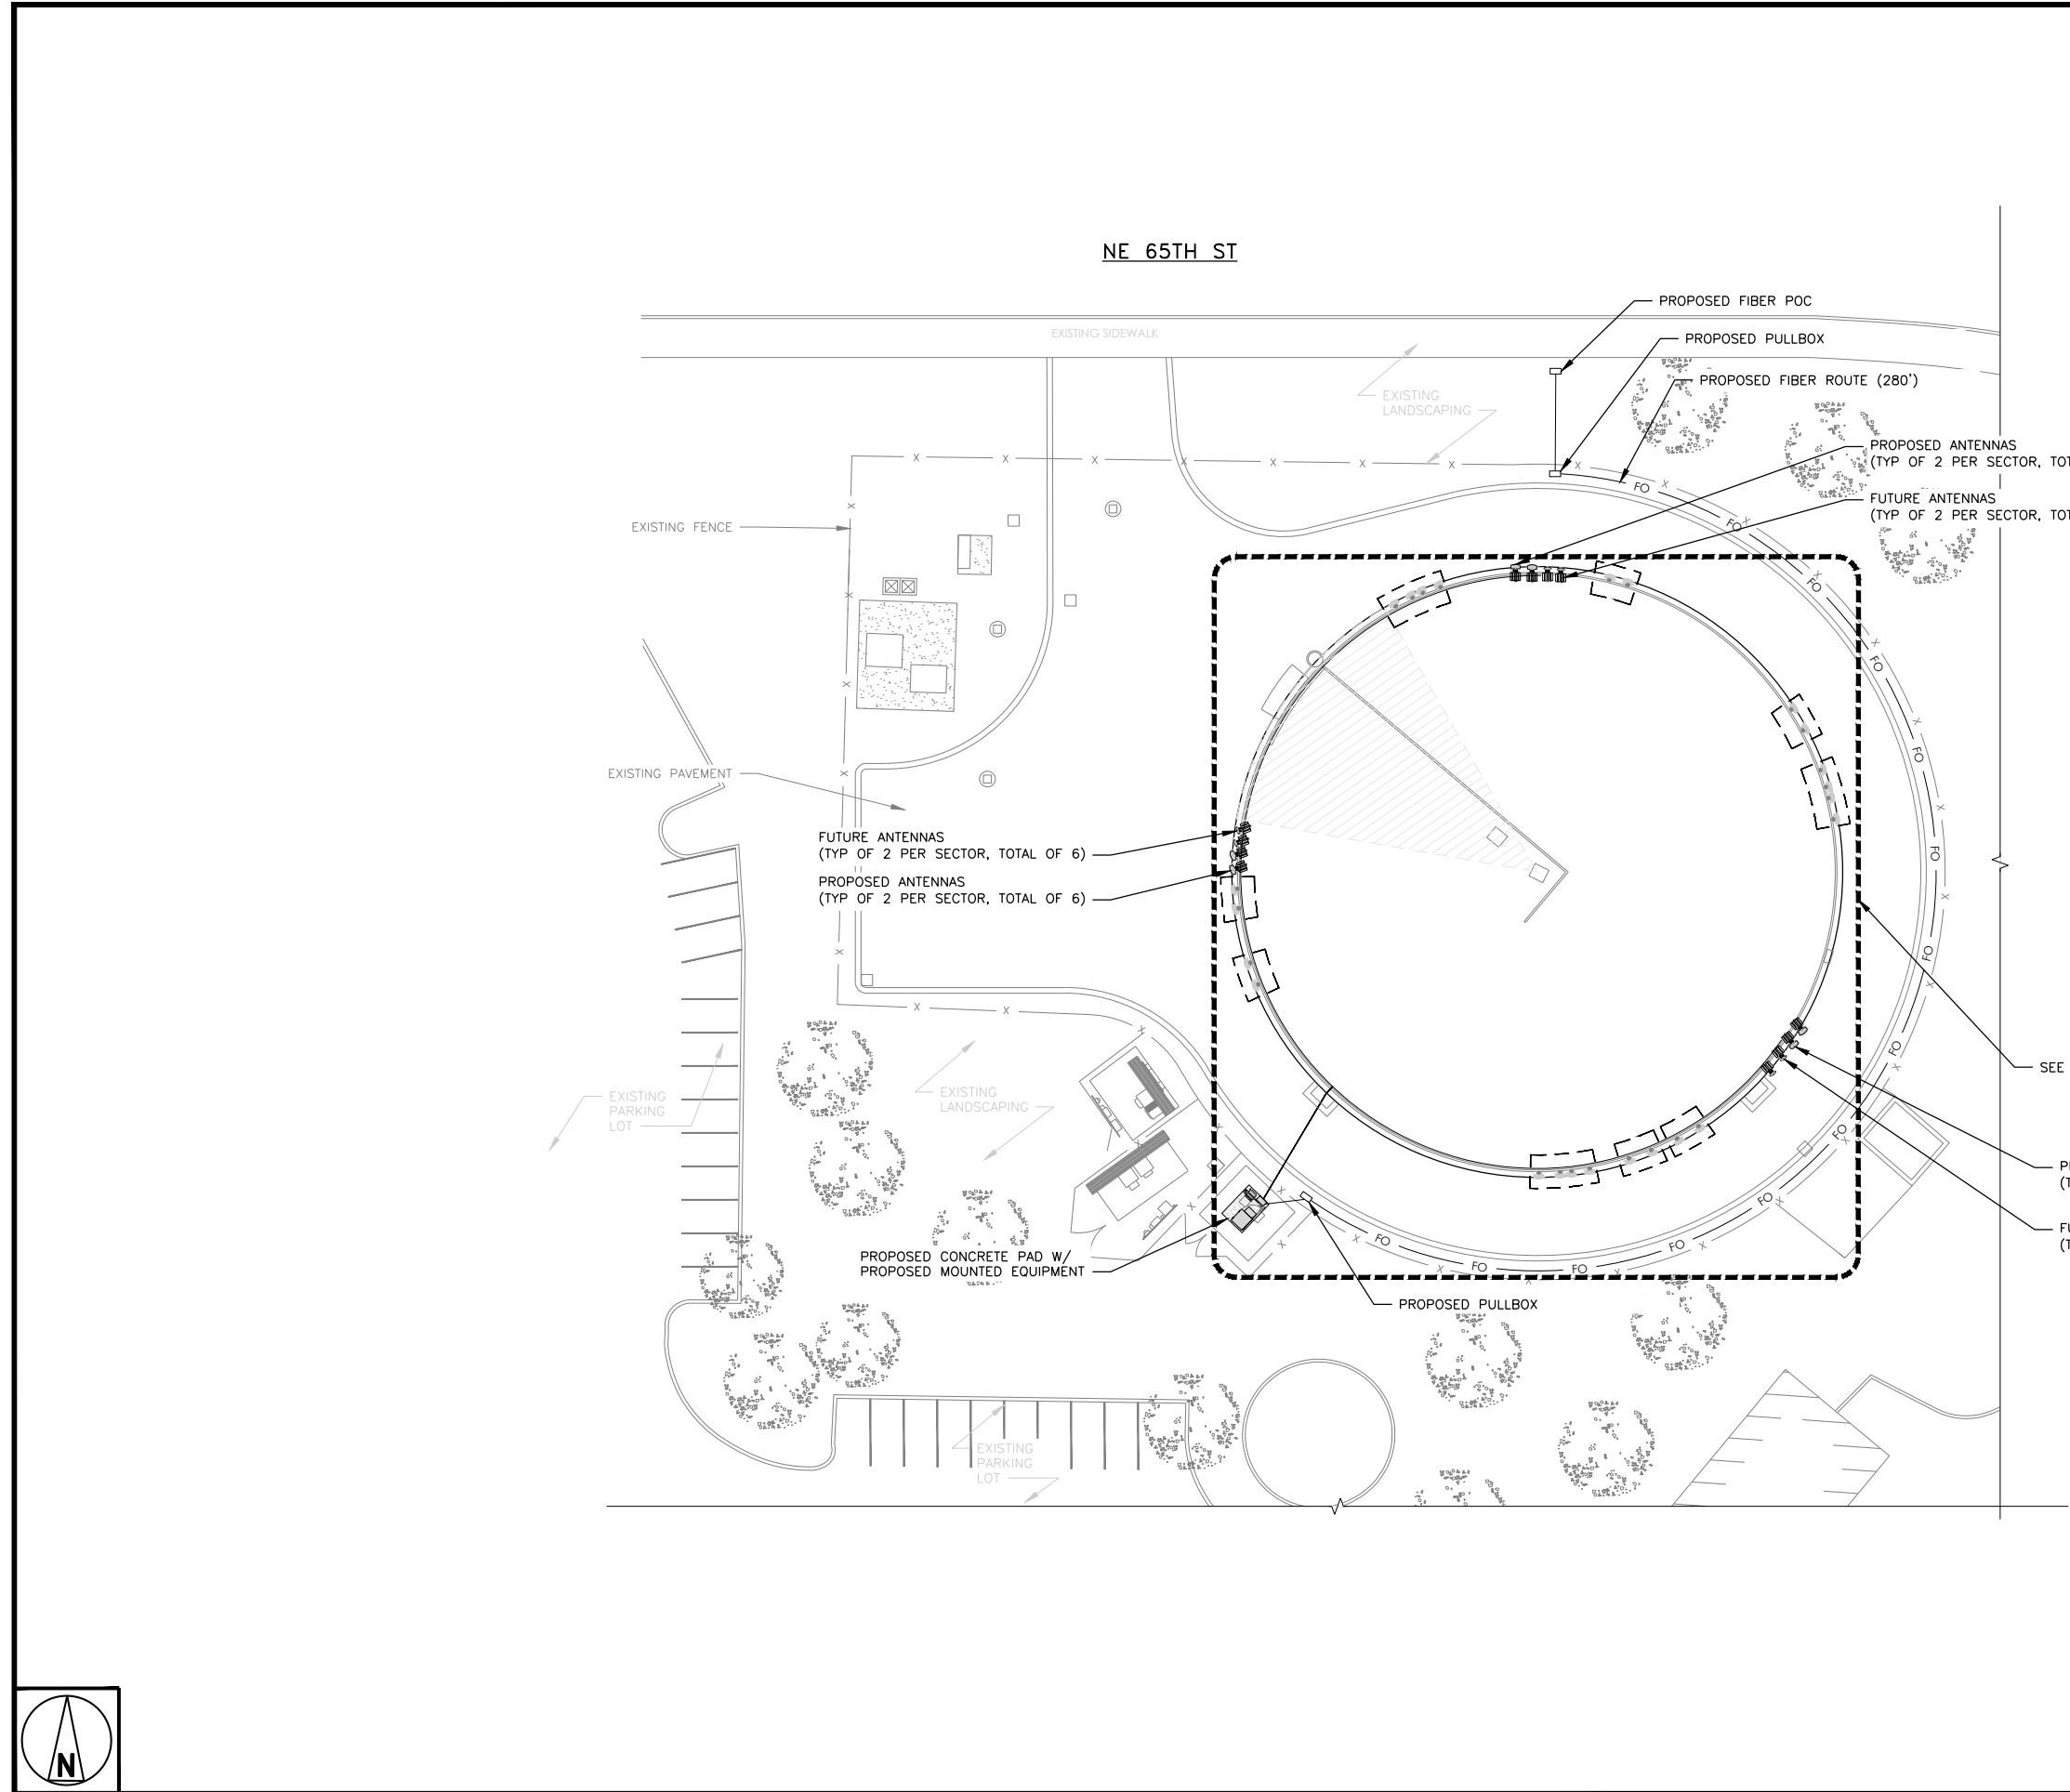 NE 65TH ST
PROPOSED FIBER POC
EXISTING SIDEWALK
PROPOSED PULLBOX
PROPOSED FIBER ROUTE (280')
EXISTING
LANDSCAPING
PROPOSED ANTENNAS
(TYP OF 2 PER SECTOR,
FUTURE ANTENNAS
(TYP OF 2 PER SECTOR,
EXISTING FENCE
EXISTING PAVEMENT
FUTURE ANTENNAS
(TYP OF 2 PER SECTOR, TOTAL OF 6)
PROPOSED ANTENNAS
(TYP OF 2 PER SECTOR, TOTAL OF 6)
SEE
EXISTING
PARKING
LOT
EXISTING
LANDSCAPING
PROPOSED CONCRETE PAD W/
PROPOSED MOUNTED EQUIPMENT
PROPOSED PULLBOX
EXISTING
PARKING
LOT
FO
FO
FO
FO
FO
FO
FO
FO
FO
FO
FO
FO
FO
FO
X
X
X
X
X
X
X
N